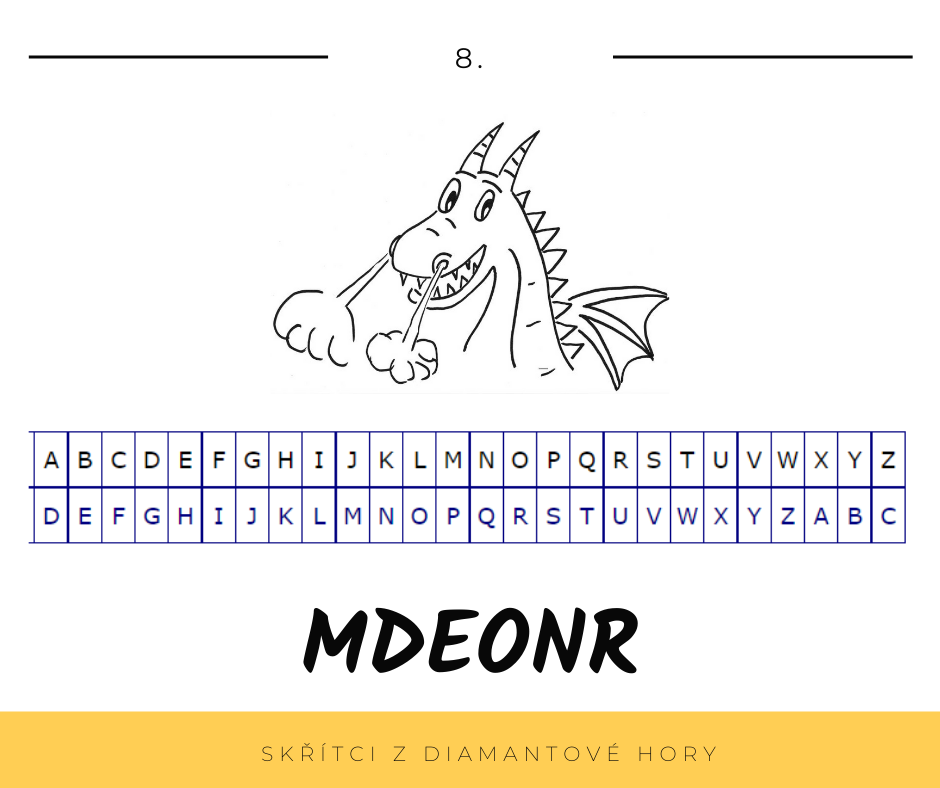 8.
A B C D E F G H I J K L M N O P Q R S T U V W X Y Z
D E F G H I J K L M N O P Q R S T U V W X Y Z A B C
MDEONR
SKŘÍTCI Z DIAMANTOVÉ HORY